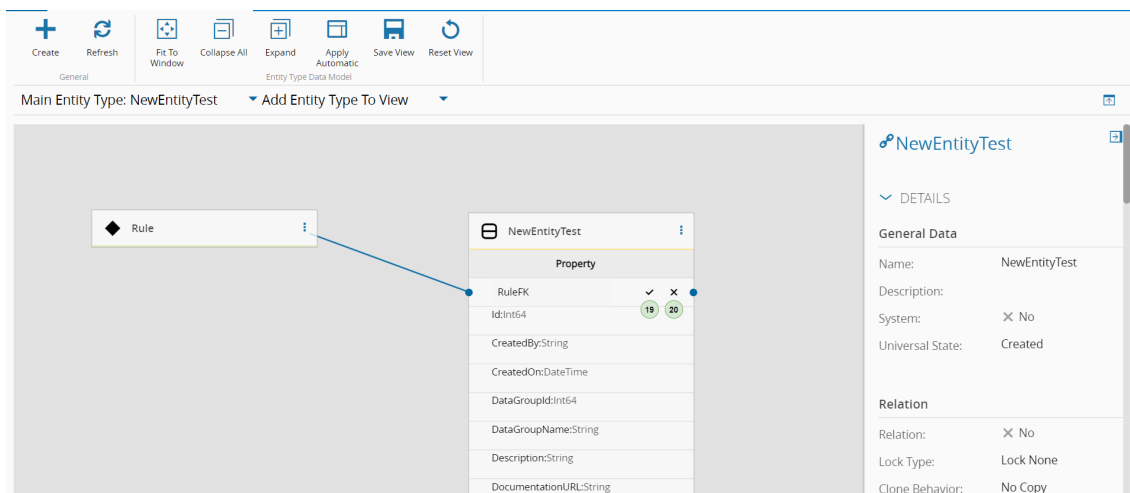 Create
Refresh
Fit To
Window
Collapse All
Expand
Apply
Automatic
Save View
Reset View
General
Entity Type Data Model
Main Entity Type: NewEntityTest
Add Entity Type To View
NewEntityTest
DETAILS
General Data
Name: NewEntityTest
Description:
System: No
Universal State: Created
Relation
Relation: No
Lock Type: Lock None
Clone Behavior: No Copy
Rule
NewEntityTest
Property
RuleFK
19 20
Id:Int64
CreatedBy:String
CreatedOn:DateTime
DataGroupId:Int64
DataGroupName:String
Description:String
DocumentationURL:String